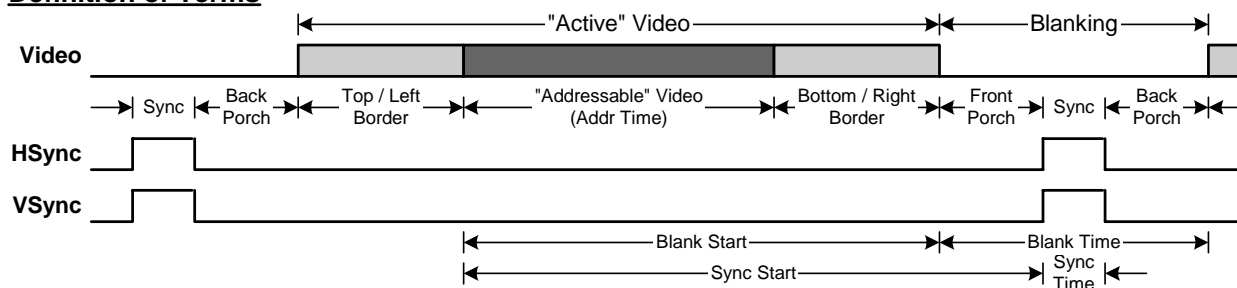 Definition of Terms
"Active" Video
Blanking
Video
Sync
Back
Porch
Top / Left
Border
"Addressable" Video
(Addr Time)
Bottom / Right
Border
Front
Porch
Sync
Back
Porch
HSync
VSync
Blank Start
Blank Time
Sync Start
Sync
Time